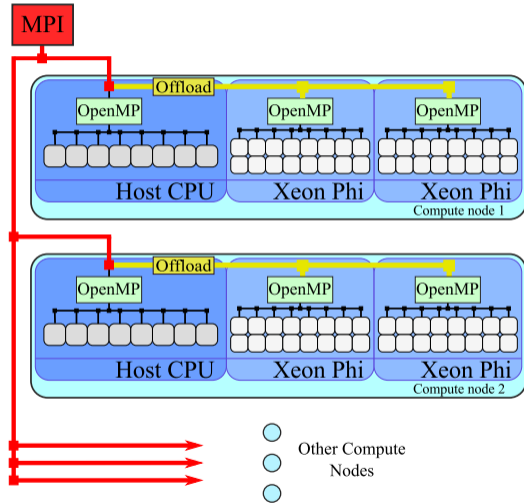 MPI
Offload
OpenMP OpenMP OpenMP
Host CPU Xeon Phi Xeon Phi
Compute node 1
Offload
OpenMP OpenMP OpenMP
Host CPU Xeon Phi Xeon Phi
Compute node 2
Other Compute
Nodes